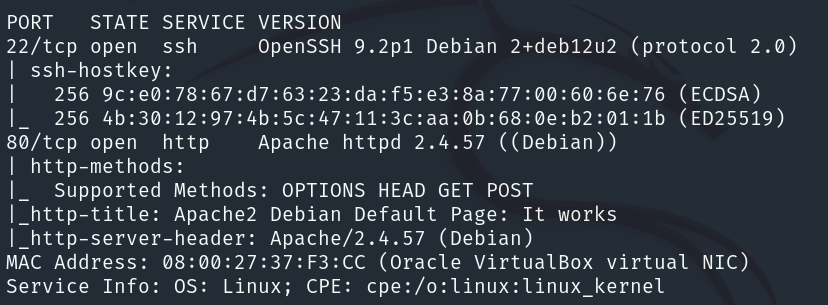 PORT   STATE SERVICE VERSION
22/tcp open  ssh     OpenSSH 9.2p1 Debian 2+deb12u2 (protocol 2.0)
| ssh-hostkey:
|   256 9c:e0:78:67:d7:63:23:da:f5:e3:8a:77:00:60:6e:76 (ECDSA)
|_  256 4b:30:12:97:4b:5c:47:11:3c:aa:0b:68:0e:b2:01:1b (ED25519)
80/tcp open  http    Apache httpd 2.4.57 ((Debian))
| http-methods:
|_  Supported Methods: OPTIONS HEAD GET POST
|_http-title: Apache2 Debian Default Page: It works
|_http-server-header: Apache/2.4.57 (Debian)
MAC Address: 08:00:27:37:F3:CC (Oracle VirtualBox virtual NIC)
Service Info: OS: Linux; CPE: cpe:/o:linux:linux_kernel